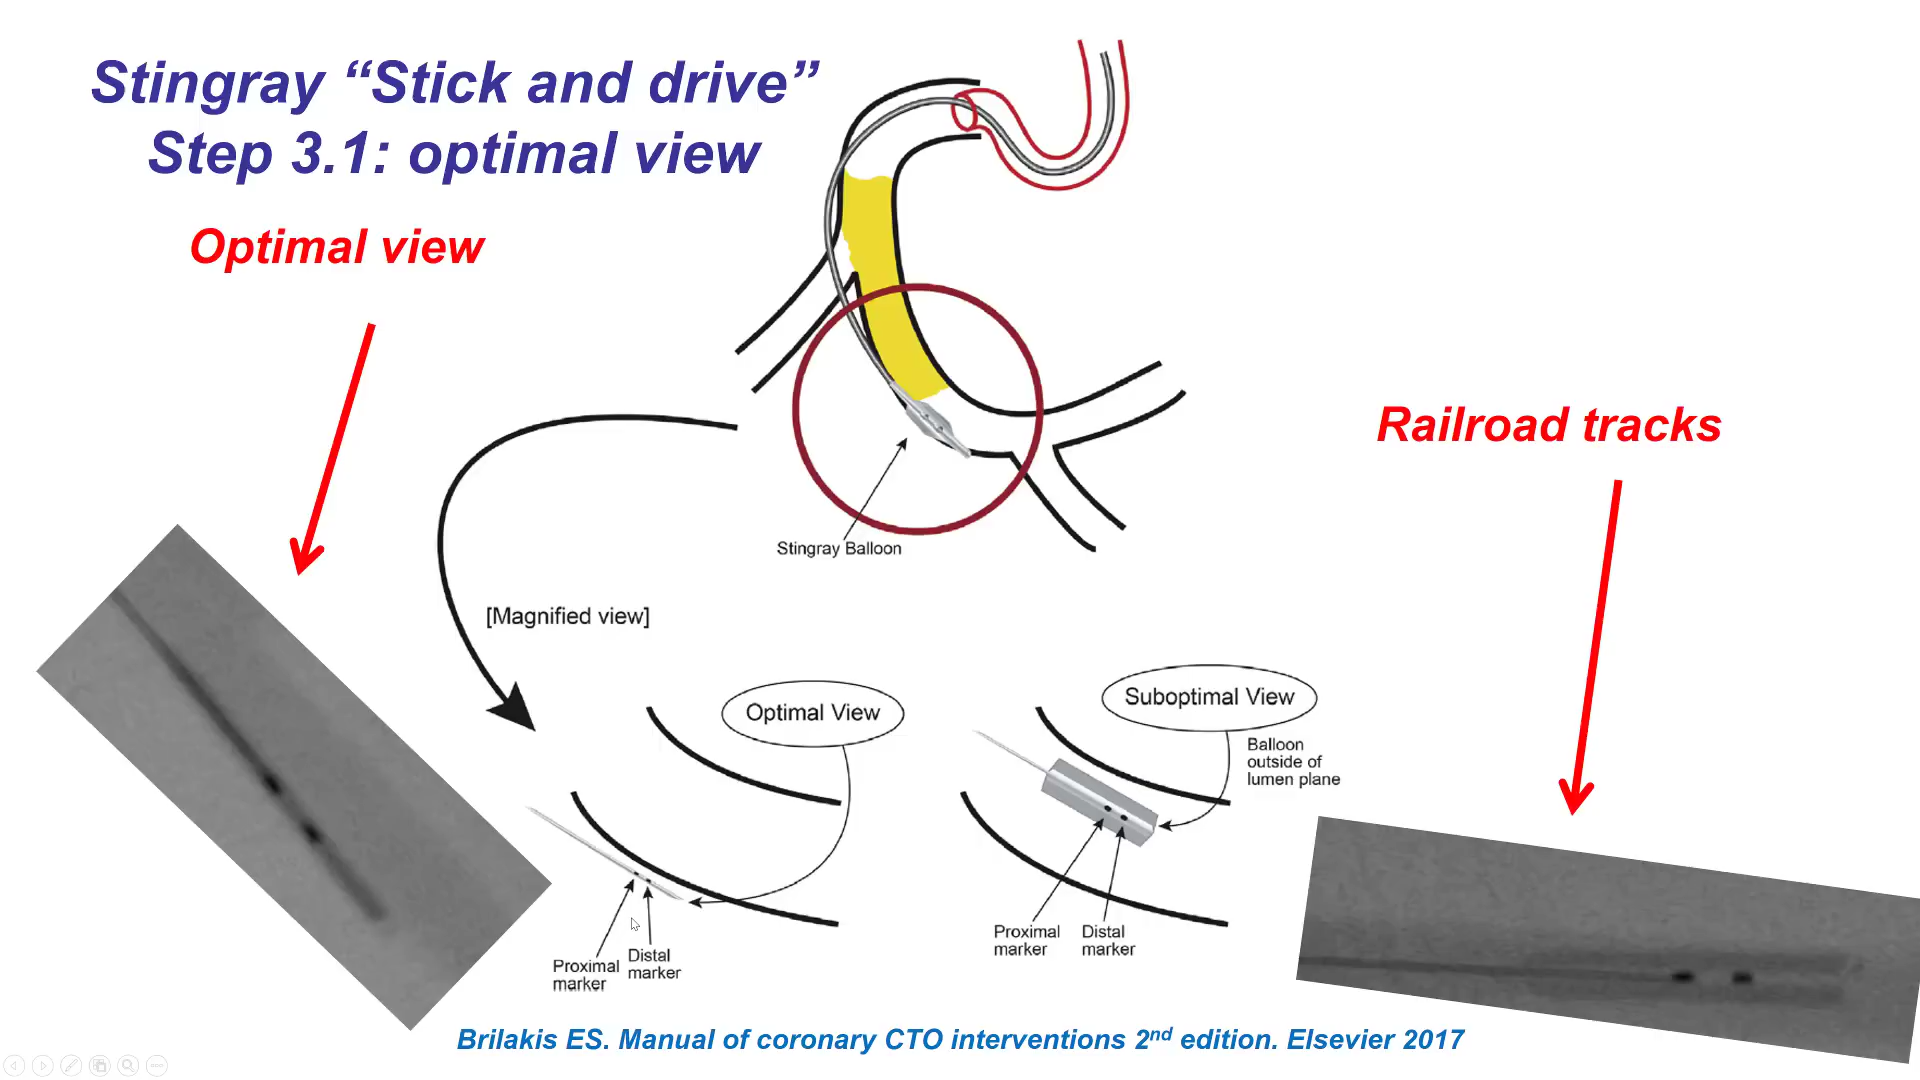 Stingray “Stick and drive”
Step 3.1: optimal view
Optimal view
Railroad tracks
Stingray Balloon
[Magnified view]
Optimal View
Proximal
marker
Distal
marker
Suboptimal View
Balloon
outside of
lumen plane
Proximal
marker
Distal
marker
Brilakis ES. Manual of coronary CTO interventions 2nd edition. Elsevier 2017